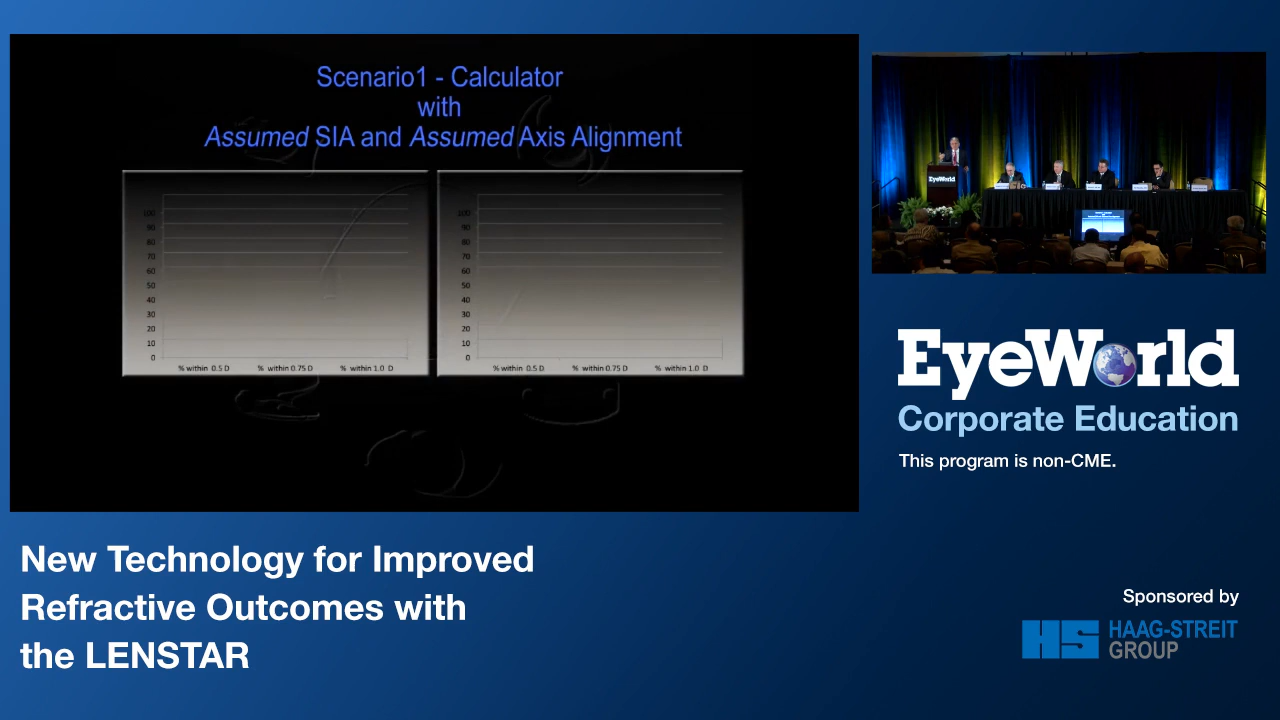 Scenario1 - Calculator
with
Assumed SIA and Assumed Axis Alignment
100
90
80
70
60
50
40
30
20
10
0
% within 0.5 D
% within 0.75 D
% within 1.0 D
100
90
80
70
60
50
40
30
20
10
0
% within 0.5 D
% within 0.75 D
% within 1.0 D
EyeWorld
EyeWorld
Corporate Education
This program is non-CME.
New Technology for Improved
Refractive Outcomes with
the LENSTAR
Sponsored by
HS HAAG-STREIT
GROUP